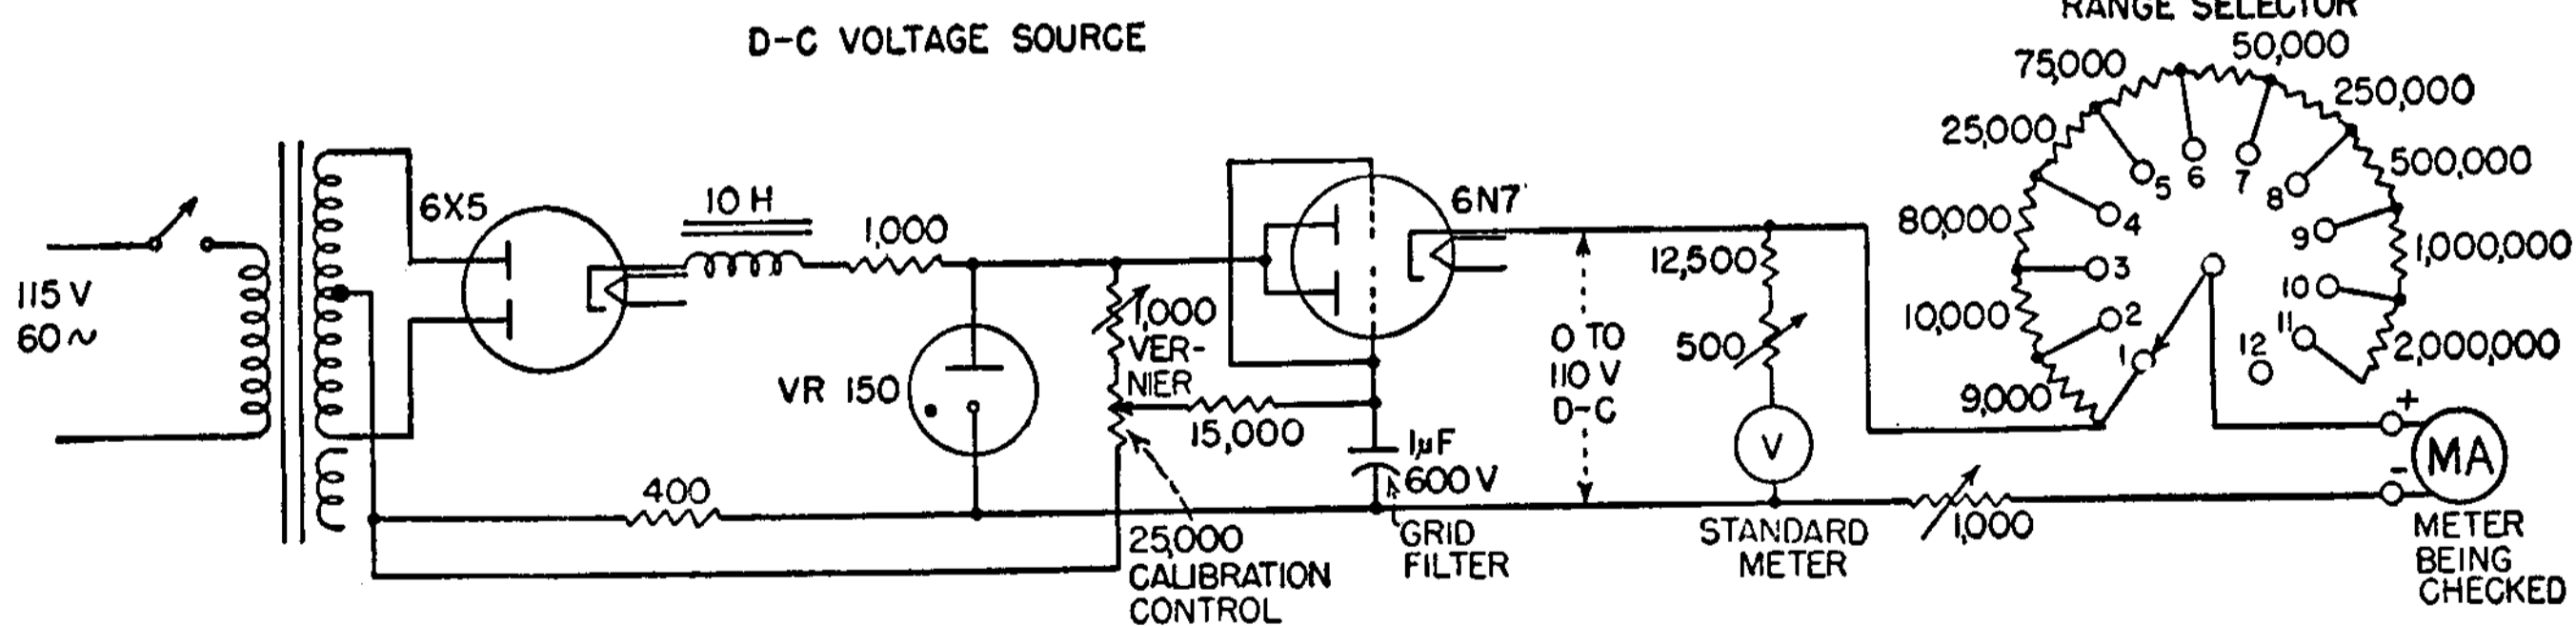 D-C VOLTAGE SOURCE
RANGE SELECTOR
115 V
60 ~
6X5
10 H
1,000
VR 150
400
1,000
VER-
NIER
15,000
25,000
CALIBRATION
CONTROL
6N7
1μF
600 V
GRID
FILTER
0 TO
110 V
D-C
12,500
500
V
STANDARD
METER
9,000
10,000
80,000
25,000
75,000
50,000
250,000
500,000
1,000,000
2,000,000
1
2
3
4
5
6
7
8
9
10
11
12
1,000
+
-
MA
METER
BEING
CHECKED